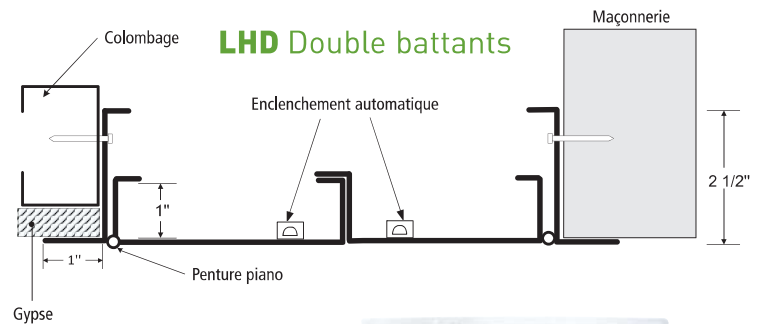 Maçonnerie
Colombage
LHD Double battants
Enclenchement automatique
2 1/2"
1"
1"
Penture piano
Gypse